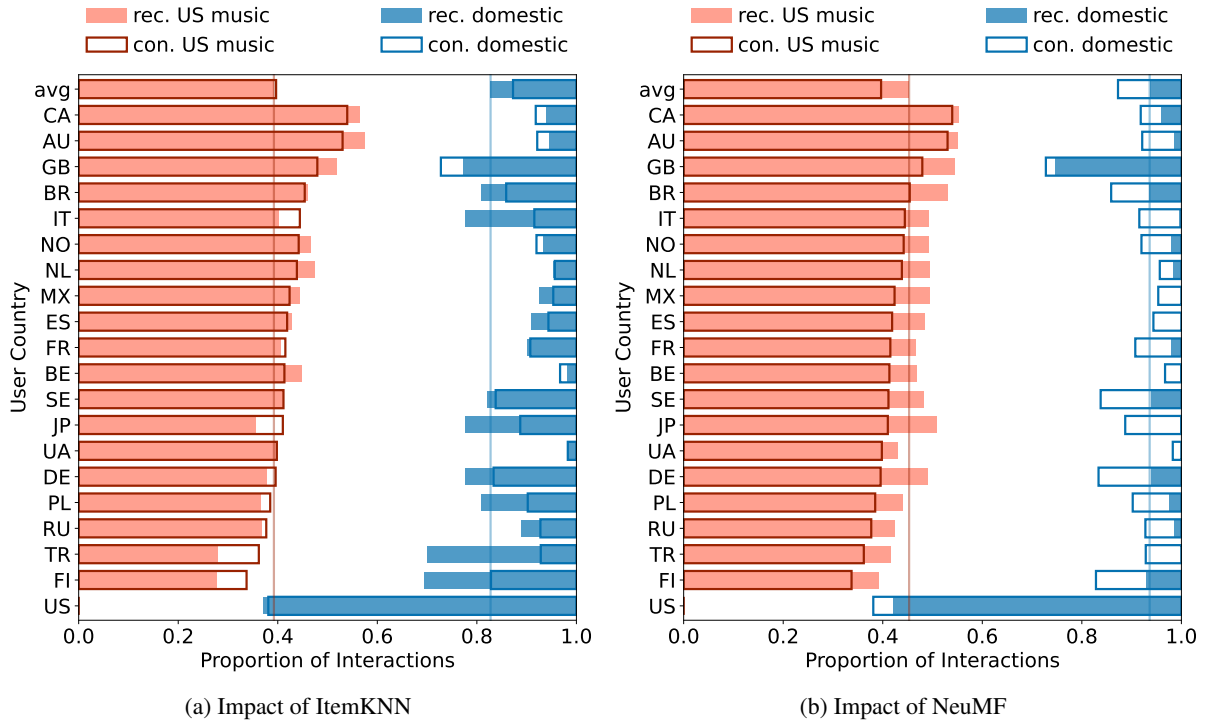 rec. US music
con. US music
rec. domestic
con. domestic
User Country
avg
CA
AU
GB
BR
IT
NO
NL
MX
ES
FR
BE
SE
JP
UA
DE
PL
RU
TR
FI
US
0.0 0.2 0.4 0.6 0.8 1.0
Proportion of Interactions
(a) Impact of ItemKNN
rec. US music
con. US music
rec. domestic
con. domestic
User Country
avg
CA
AU
GB
BR
IT
NO
NL
MX
ES
FR
BE
SE
JP
UA
DE
PL
RU
TR
FI
US
0.0 0.2 0.4 0.6 0.8 1.0
Proportion of Interactions
(b) Impact of NeuMF